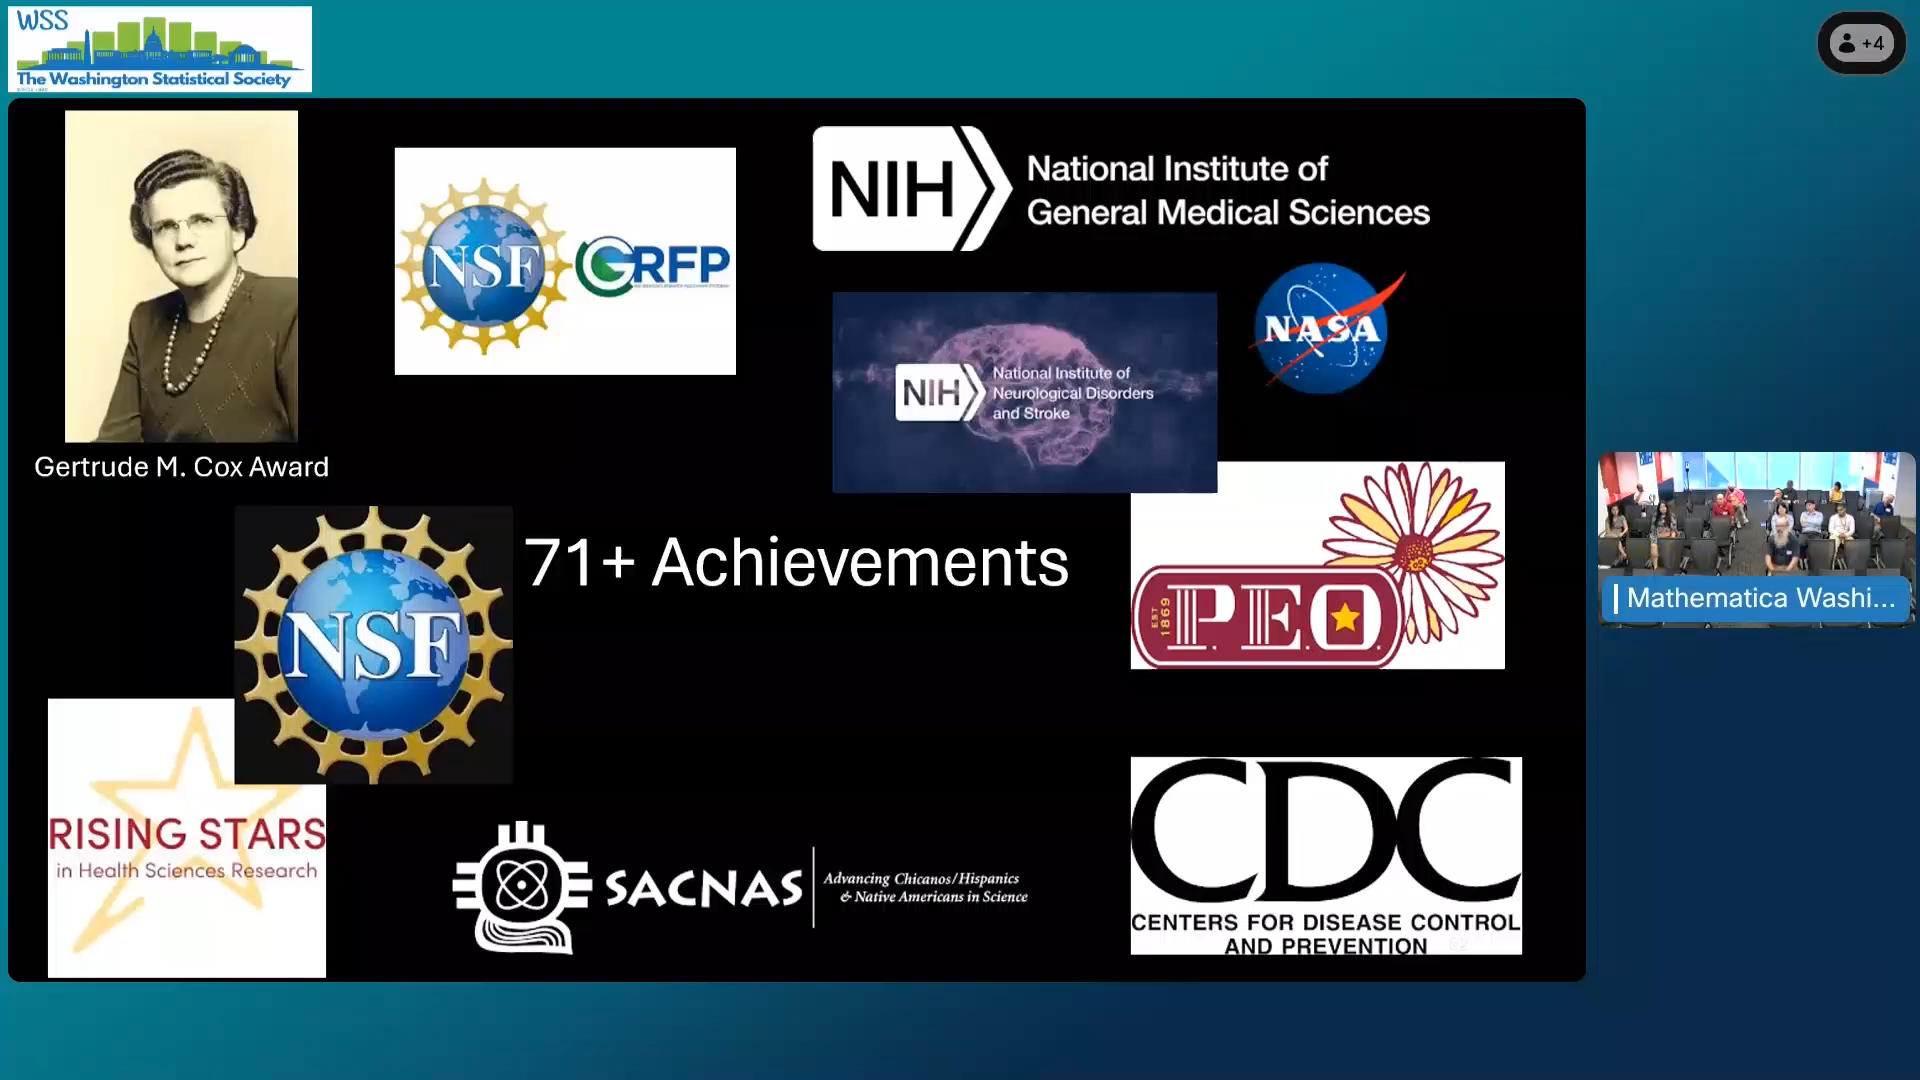 WSS
The Washington Statistical Society
+4
NSF
GRFP
NIH
National Institute of
General Medical Sciences
NASA
NIH
National Institute of
Neurological Disorders
and Stroke
Gertrude M. Cox Award
71+ Achievements
NSF
EST 1869
P.E.O.
Mathematica Washi...
RISING STARS
in Health Sciences Research
SACNAS
Advancing Chicanos/Hispanics
& Native Americans in Science
CDC
CENTERS FOR DISEASE CONTROL
AND PREVENTION